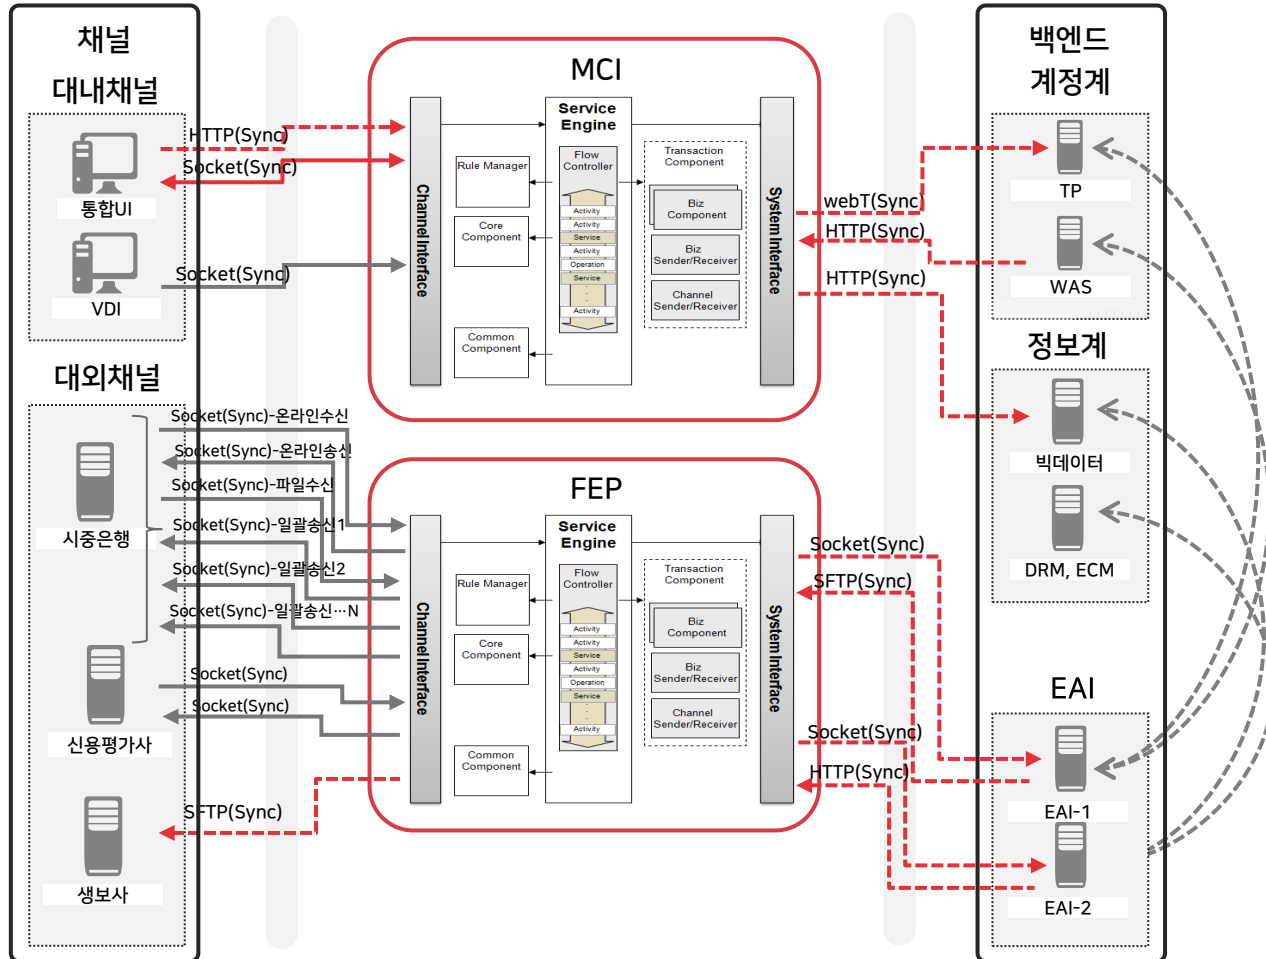 채널
대내채널
HTTP(Sync)
Socket(Sync)
통합UI
Socket(Sync)
VDI
대외채널
Socket(Sync)-온라인수신
Socket(Sync)-온라인송신
Socket(Sync)-파일수신
Socket(Sync)-일괄송신1
시중은행
Socket(Sync)-일괄송신2
Socket(Sync)-일괄송신…N
Socket(Sync)
Socket(Sync)
신용평가사
SFTP(Sync)
생보사
MCI
Channel Interface
Service
Engine
Rule Manager
Core
Component
Common
Component
Flow
Controller
Activity
Activity
Service
Activity
Operation
Service
Activity
Transaction
Component
Biz
Component
Biz
Sender/Receiver
Channel
Sender/Receiver
System Interface
FEP
Channel Interface
Service
Engine
Rule Manager
Core
Component
Common
Component
Flow
Controller
Activity
Activity
Service
Activity
Operation
Service
Activity
Transaction
Component
Biz
Component
Biz
Sender/Receiver
Channel
Sender/Receiver
System Interface
webT(Sync)
HTTP(Sync)
HTTP(Sync)
Socket(Sync)
SFTP(Sync)
Socket(Sync)
HTTP(Sync)
백엔드
계정계
TP
WAS
정보계
빅데이터
DRM, ECM
EAI
EAI-1
EAI-2